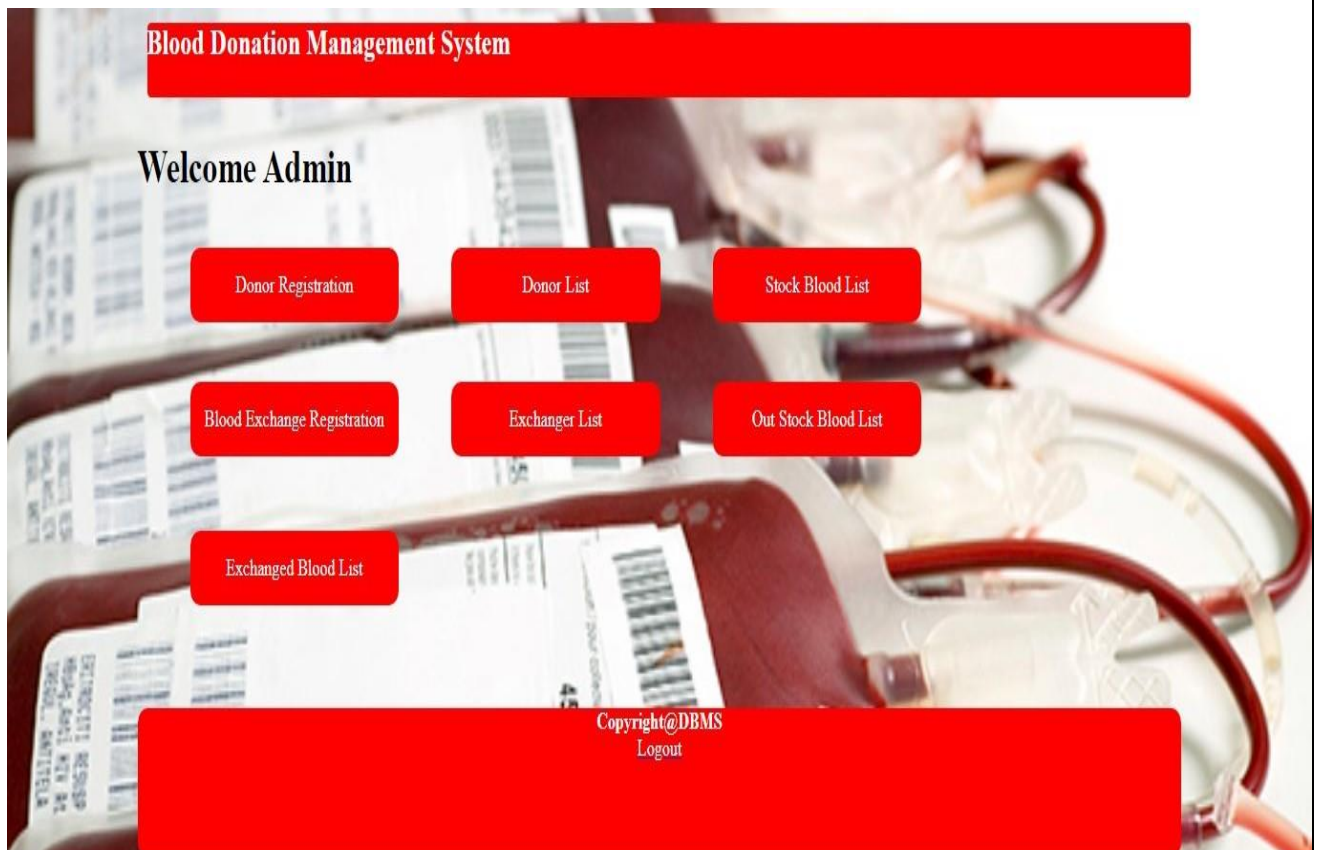 Blood Donation Management System
Welcome Admin
Donor Registration
Donor List
Stock Blood List
Blood Exchange Registration
Exchanger List
Out Stock Blood List
Exchanged Blood List
Copyright@DBMS
Logout